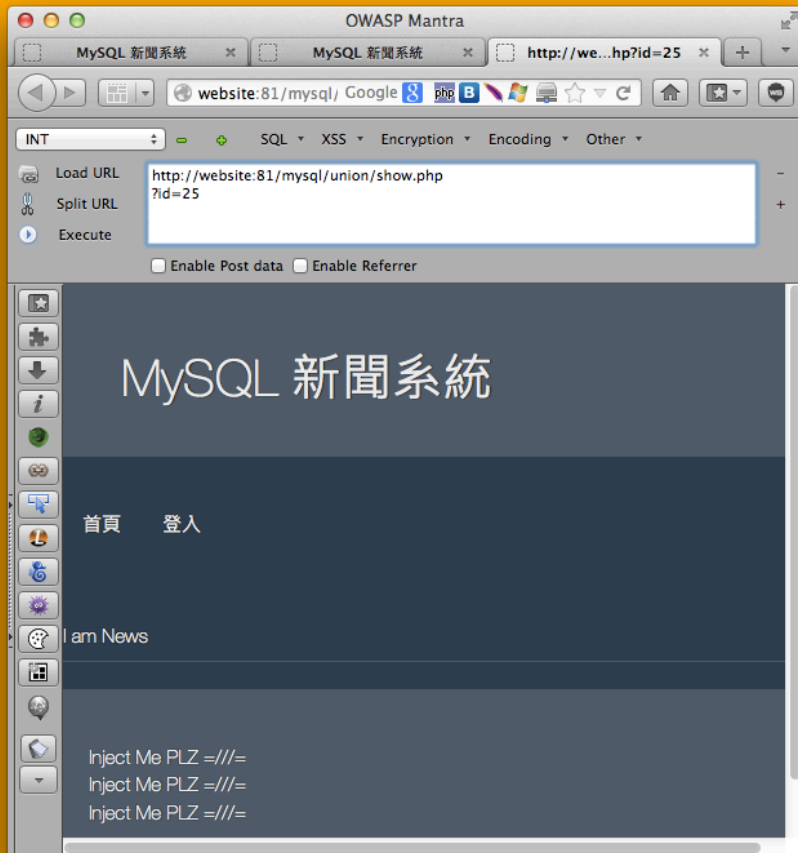 OWASP Mantra
MySQL 新聞系統 ×
MySQL 新聞系統 ×
http://we...hp?id=25 ×
website:81/mysql/ Google 8 php B
INT
SQL XSS Encryption Encoding Other
Load URL
Split URL
Execute
http://website:81/mysql/union/show.php
?id=25
Enable Post data Enable Referrer
MySQL 新聞系統
首頁 登入
I am News
Inject Me PLZ =///=
Inject Me PLZ =///=
Inject Me PLZ =///=